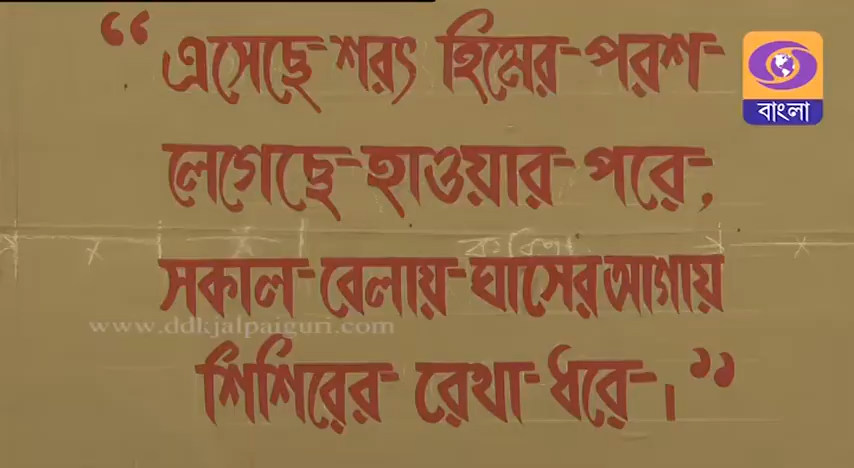 “এসেছে শরৎ হিমের পরশ
বাংলা
লেগেছে হাওয়ার পরে,
সকাল বেলায় ঘাসের আগায়
www.ddkjalpaiguri.com
শিশিরের রেখা ধরে।”